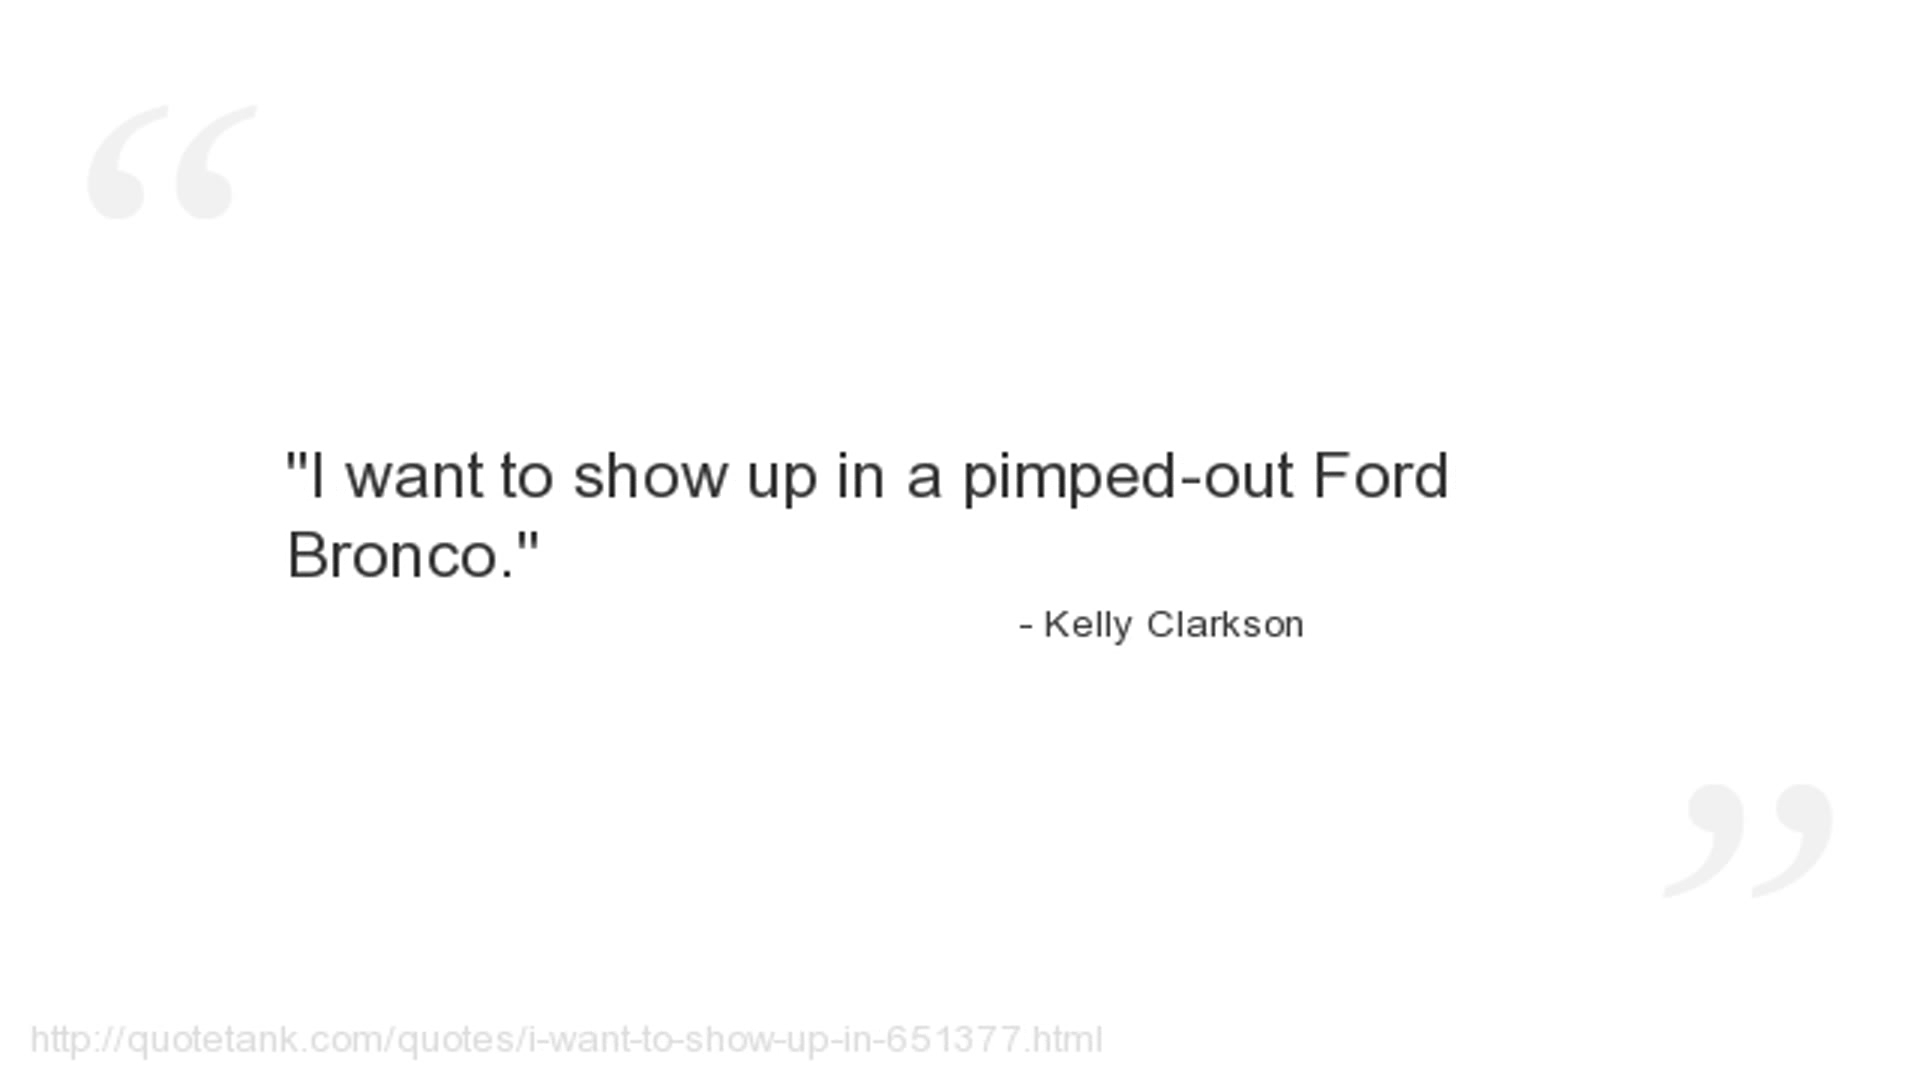 "I want to show up in a pimped-out Ford
Bronco."
- Kelly Clarkson
http://quotetank.com/quotes/i-want-to-show-up-in-651377.html